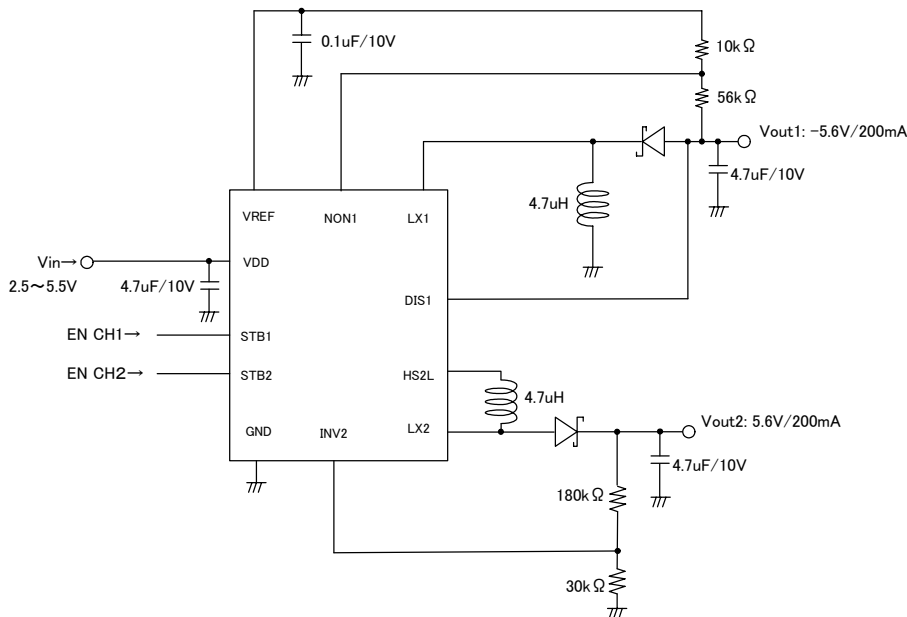 0.1uF/10V
10kΩ
56kΩ
Vout1: −5.6V/200mA
4.7uF/10V
4.7uH
VREF
NON1
LX1
Vin→
VDD
2.5～5.5V
4.7uF/10V
DIS1
EN CH1→
STB1
EN CH2→
STB2
HS2L
4.7uH
GND
INV2
LX2
Vout2: 5.6V/200mA
4.7uF/10V
180kΩ
30kΩ